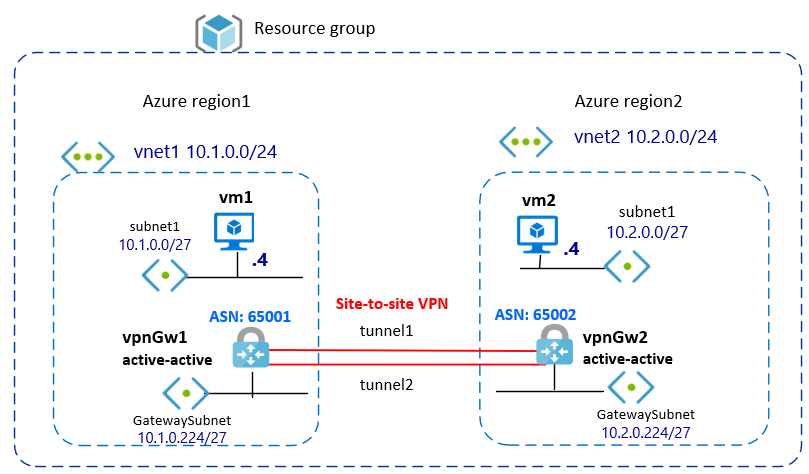 Resource group
Azure region1
Azure region2
vnet1 10.1.0.0/24
vnet2 10.2.0.0/24
vm1
subnet1
10.1.0.0/27
.4
vm2
subnet1
10.2.0.0/27
.4
Site-to-site VPN
ASN: 65001
ASN: 65002
tunnel1
vpnGw1
active-active
vpnGw2
active-active
tunnel2
GatewaySubnet
10.1.0.224/27
GatewaySubnet
10.2.0.224/27